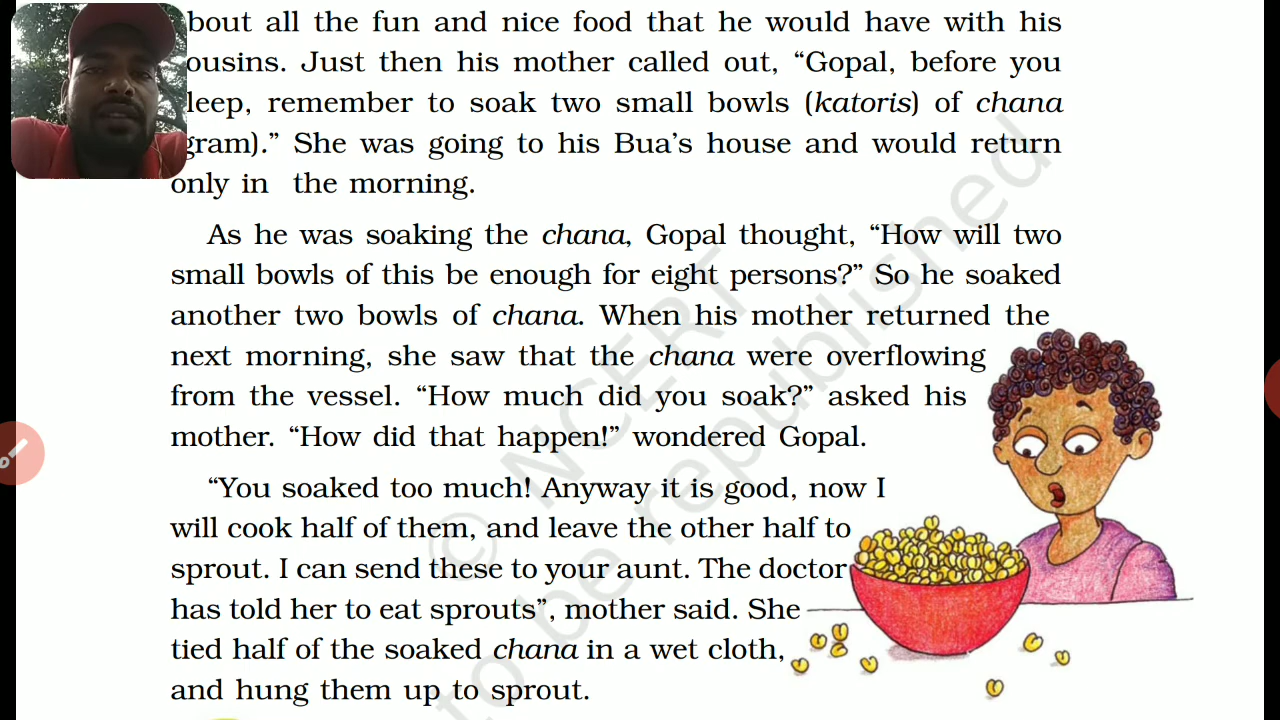 bout all the fun and nice food that he would have with his
ousins. Just then his mother called out, “Gopal, before you
leep, remember to soak two small bowls (katoris) of chana
gram).” She was going to his Bua’s house and would return
only in the morning.
As he was soaking the chana, Gopal thought, “How will two
small bowls of this be enough for eight persons?” So he soaked
another two bowls of chana. When his mother returned the
next morning, she saw that the chana were overflowing
from the vessel. “How much did you soak?” asked his
mother. “How did that happen!” wondered Gopal.
“You soaked too much! Anyway it is good, now I
will cook half of them, and leave the other half to
sprout. I can send these to your aunt. The doctor
has told her to eat sprouts”, mother said. She
tied half of the soaked chana in a wet cloth,
and hung them up to sprout.
© NCERT
to be republished